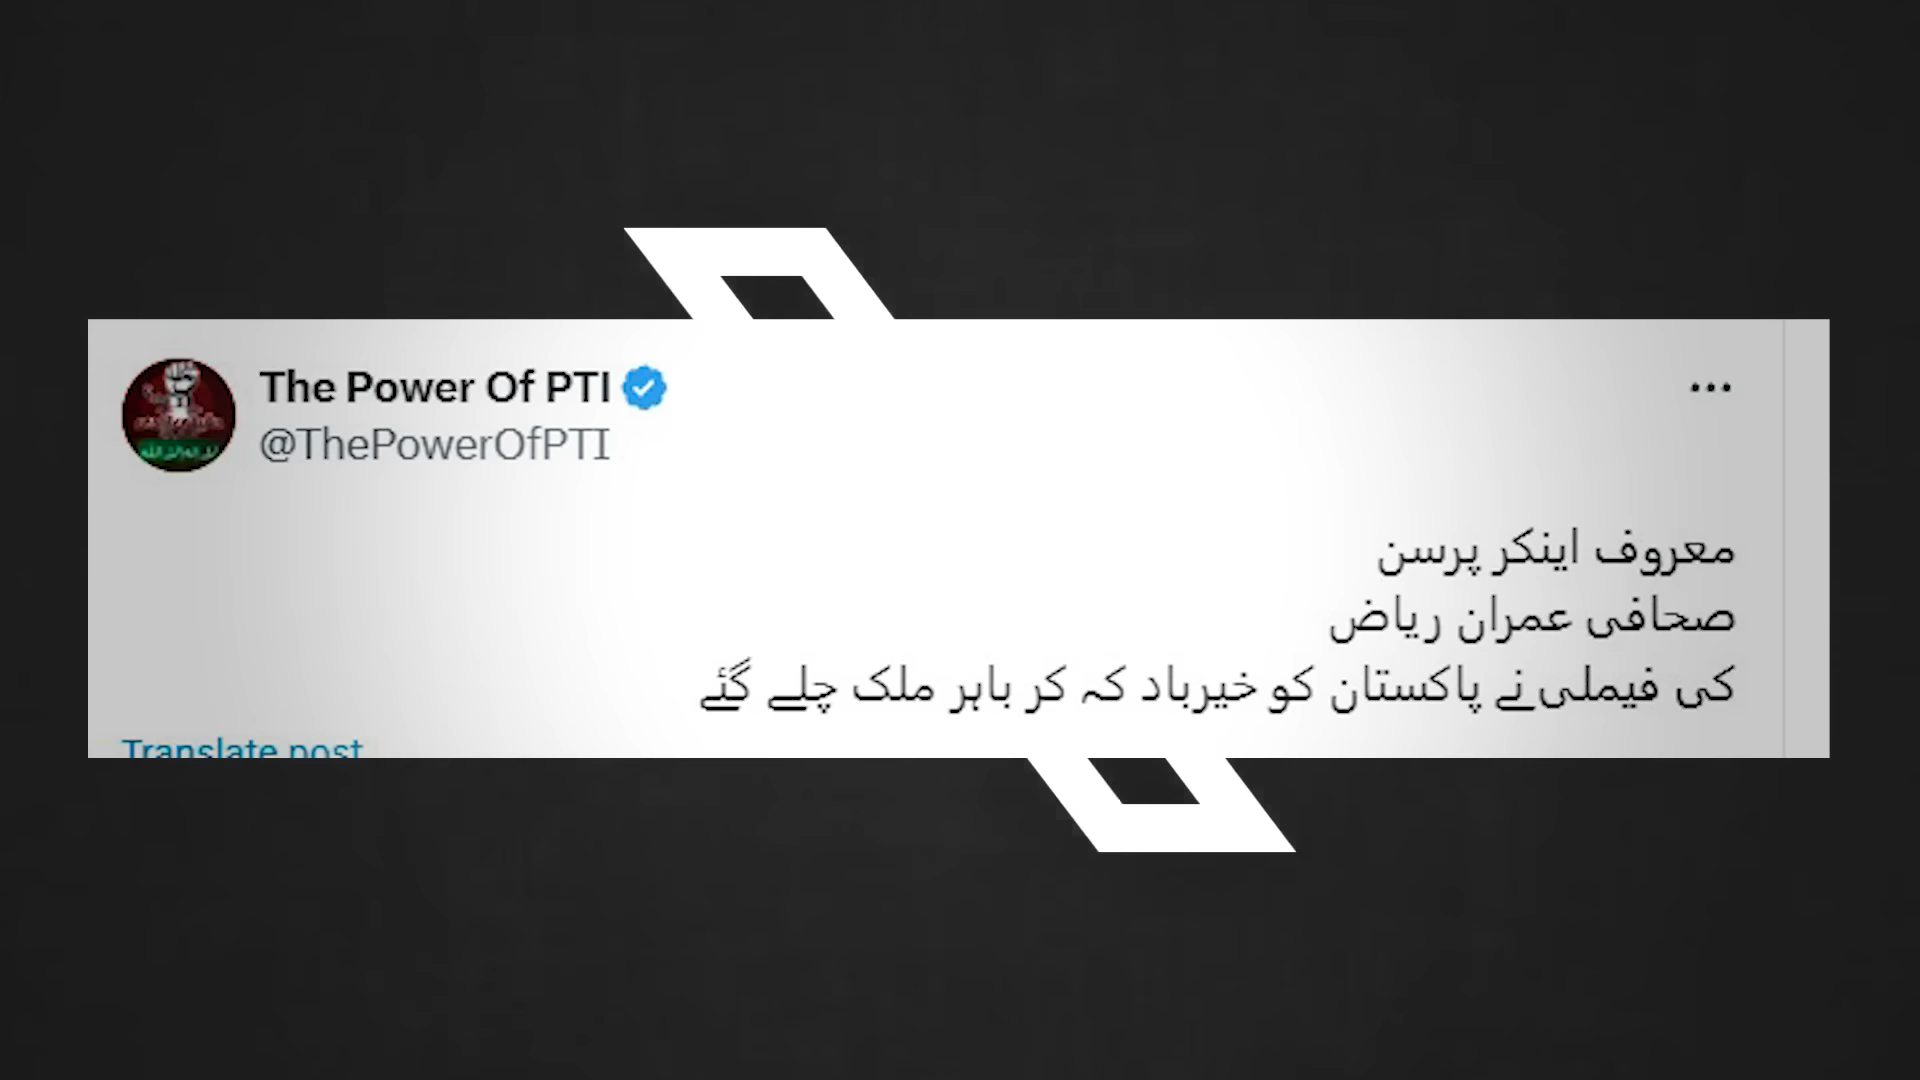 The Power Of PTI
@ThePowerOfPTI
معروف اینکر پرسن
صحافی عمران ریاض
کی فیملی نے پاکستان کو خیرباد کہ کر باہر ملک چلے گئے
Translate post